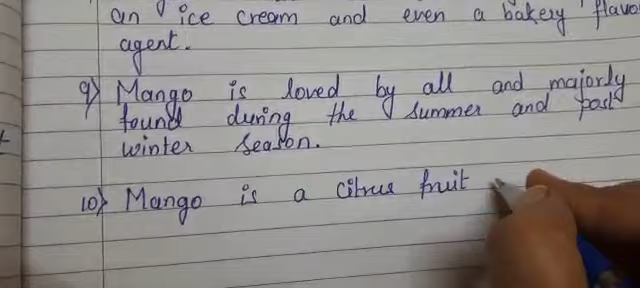 an ice cream and even a bakery flavo
agent.
9) Mango is loved by all and majorly
found during the summer and post
winter season.
10) Mango is a citrus fruit